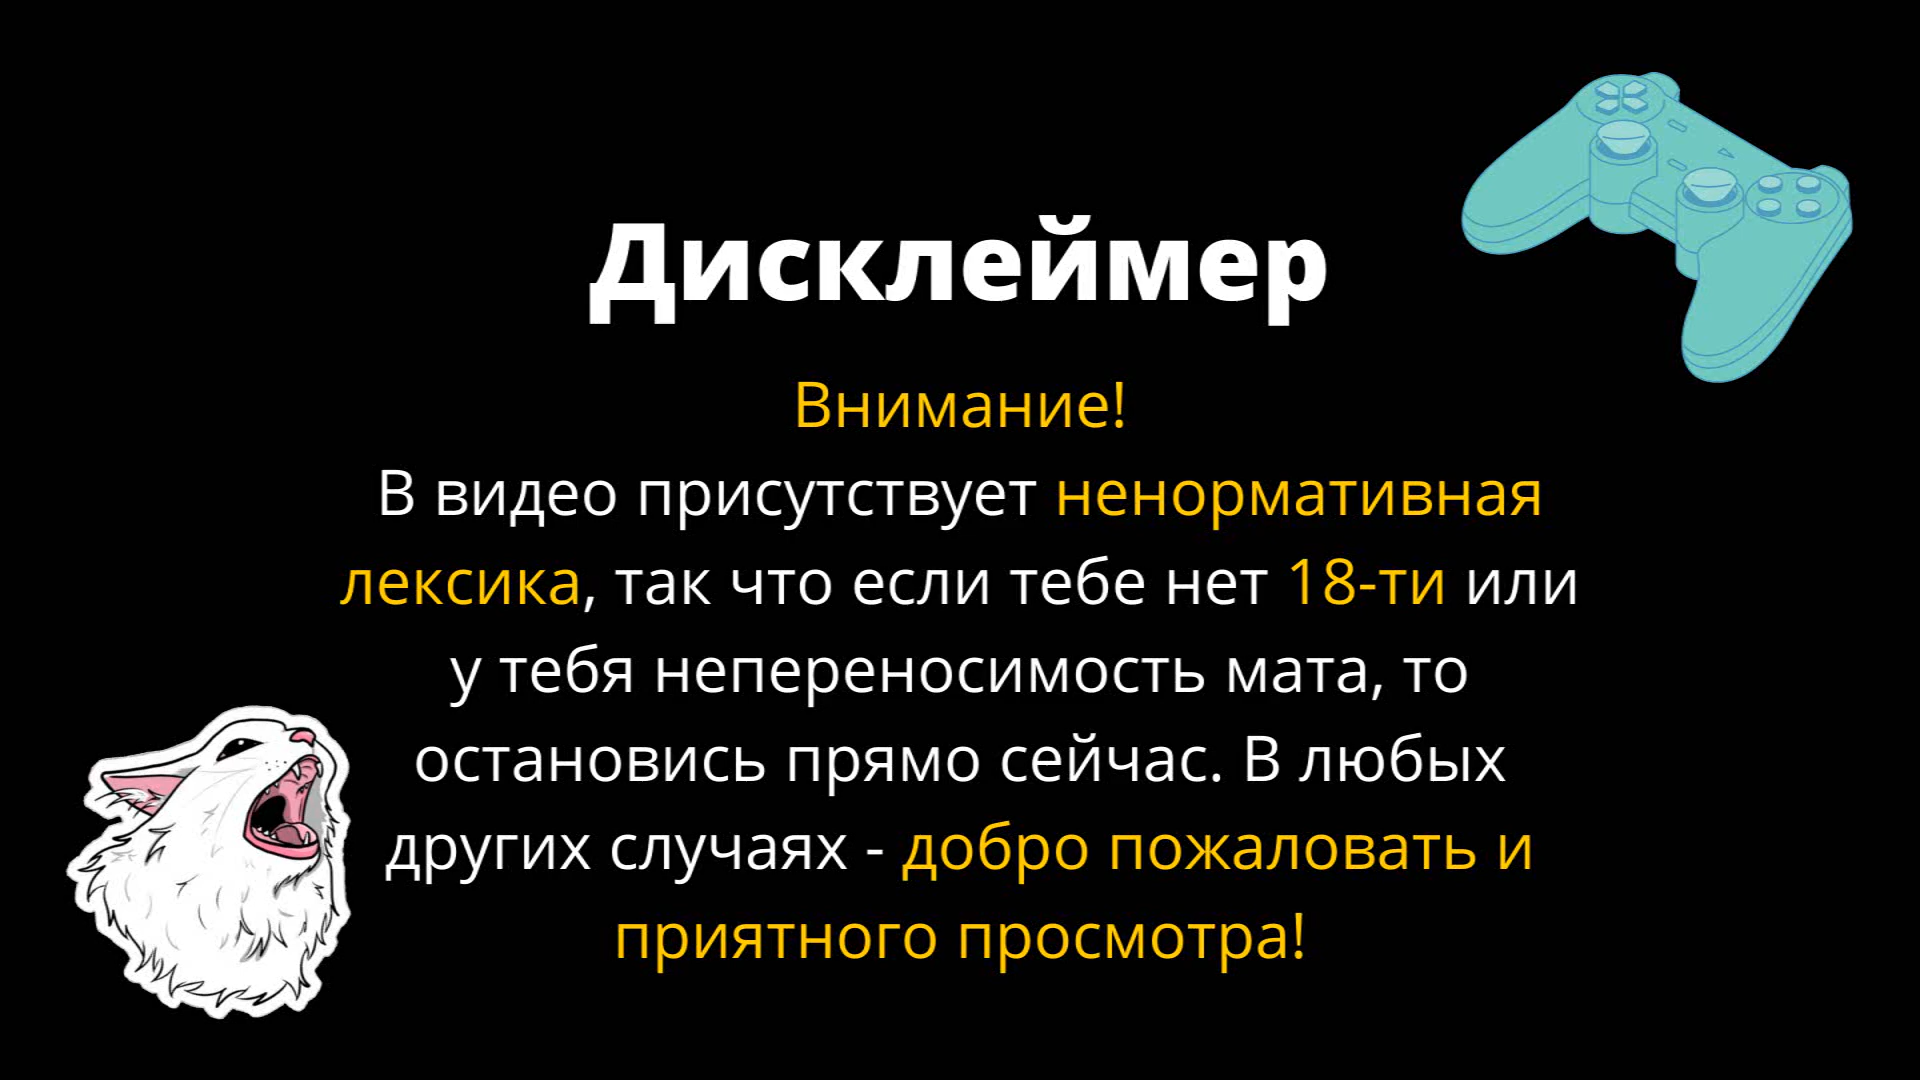 Дисклеймер
Внимание!
В видео присутствует ненормативная
лексика, так что если тебе нет 18-ти или
у тебя непереносимость мата, то
остановись прямо сейчас. В любых
других случаях - добро пожаловать и
приятного просмотра!